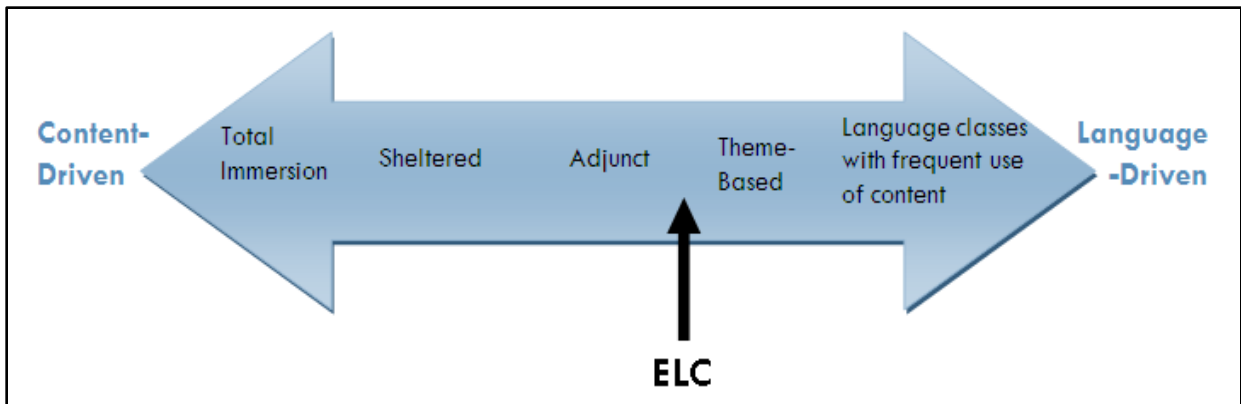 Content-
Driven
Total
Immersion
Sheltered
Adjunct
Theme-
Based
Language classes
with frequent use
of content
Language
-Driven
ELC